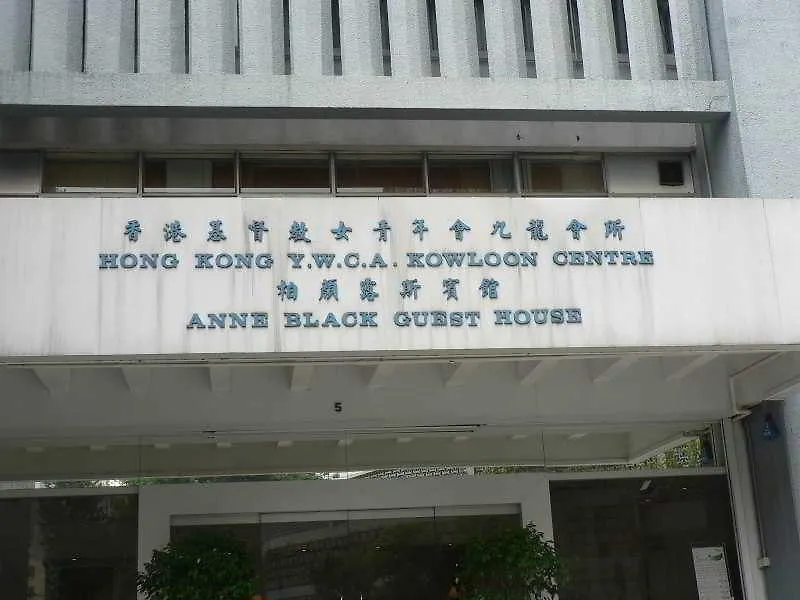 香港基督教女青年會九龍會所
HONG KONG Y.W.C.A. KOWLOON CENTRE
柏顏露斯賓館
ANNE BLACK GUEST HOUSE
5